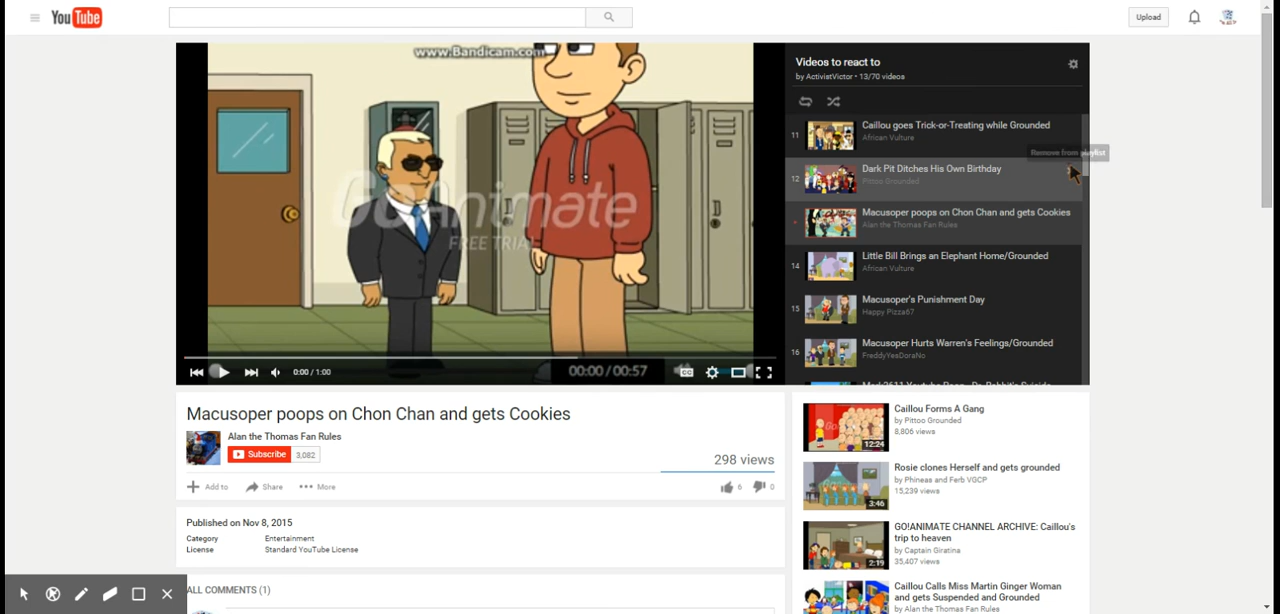 YouTube
Upload
www.Bandicam.com
GoAnimate
FREE TRIAL
0:00 / 1:00
00:00 / 00:57
CC
Videos to react to
by ActivistVictor • 13/70 videos
11
Caillou goes Trick-or-Treating while Grounded
African Vulture
Remove from playlist
12
Dark Pit Ditches His Own Birthday
Pittoo Grounded
Macusoper poops on Chon Chan and gets Cookies
Alan the Thomas Fan Rules
14
Little Bill Brings an Elephant Home/Grounded
African Vulture
15
Macusoper's Punishment Day
Happy Pizza67
16
Macusoper Hurts Warren's Feelings/Grounded
FreddyYesDoraNo
Macusoper poops on Chon Chan and gets Cookies
Alan the Thomas Fan Rules
Subscribe 3,082
298 views
Add to Share More
6 0
Published on Nov 8, 2015
Category Entertainment
License Standard YouTube License
ALL COMMENTS (1)
Caillou Forms A Gang
by Pittoo Grounded
8,806 views
12:24
Rosie clones Herself and gets grounded
by Phineas and Ferb VGCP
15,239 views
3:46
GO!ANIMATE CHANNEL ARCHIVE: Caillou's
trip to heaven
by Captain Giratina
35,407 views
2:19
Caillou Calls Miss Martin Ginger Woman
and gets Suspended and Grounded
by Alan the Thomas Fan Rules